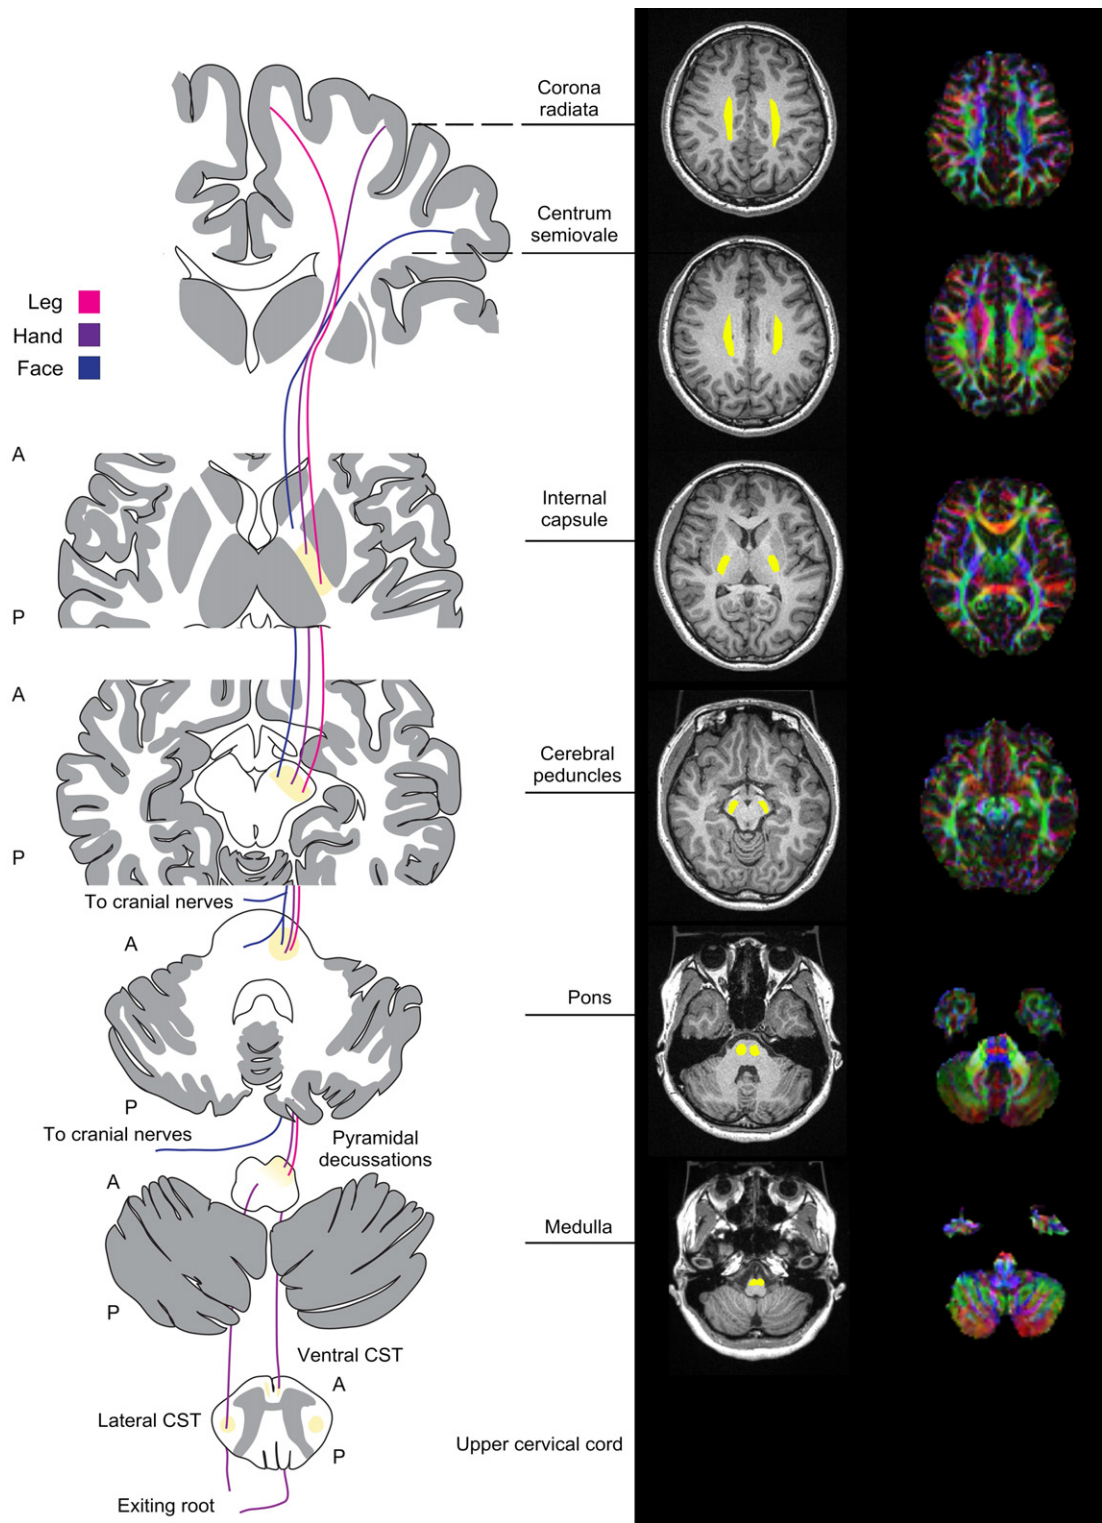 Corona
radiata
Centrum
semiovale
Leg
Hand
Face
A
Internal
capsule
P
A
Cerebral
peduncles
P
To cranial nerves
A
Pons
P
To cranial nerves
Pyramidal
decussations
A
Medulla
P
Ventral CST
A
Lateral CST
P
Upper cervical cord
Exiting root